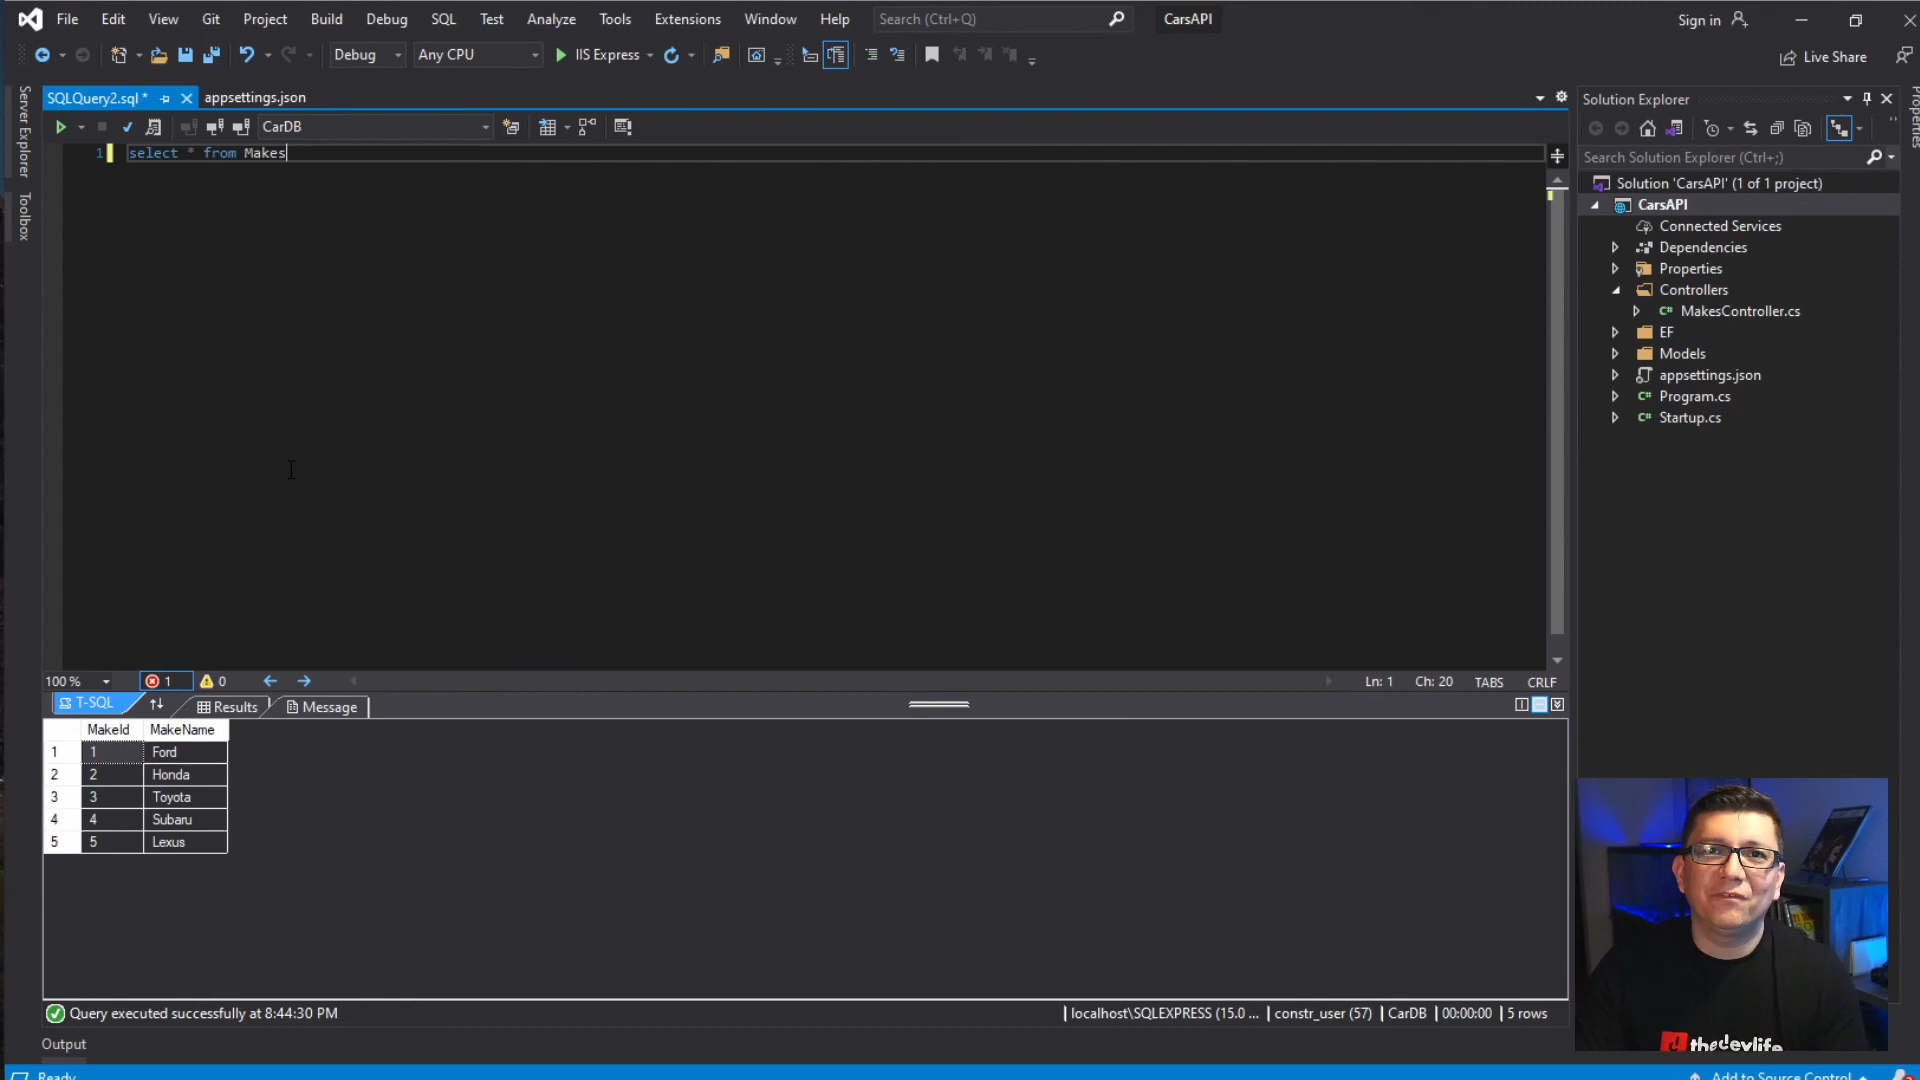 File Edit View Git Project Build Debug SQL Test Analyze Tools Extensions Window Help Search (Ctrl+Q) CarsAPI Sign in
Debug Any CPU IIS Express Live Share
SQLQuery2.sql * appsettings.json
CarDB
1 select * from Makes
Server Explorer
Toolbox
100 % 1 0 Ln: 1 Ch: 20 TABS CRLF
T-SQL Results Message
MakeId MakeName
1 1 Ford
2 2 Honda
3 3 Toyota
4 4 Subaru
5 5 Lexus
Query executed successfully at 8:44:30 PM localhost\SQLEXPRESS (15.0 ... constr_user (57) CarDB 00:00:00 5 rows
Output
Ready
Add to Source Control
Solution Explorer
Search Solution Explorer (Ctrl+;)
Solution 'CarsAPI' (1 of 1 project)
CarsAPI
Connected Services
Dependencies
Properties
Controllers
C# MakesController.cs
EF
Models
appsettings.json
C# Program.cs
C# Startup.cs
Properties
thedevlife